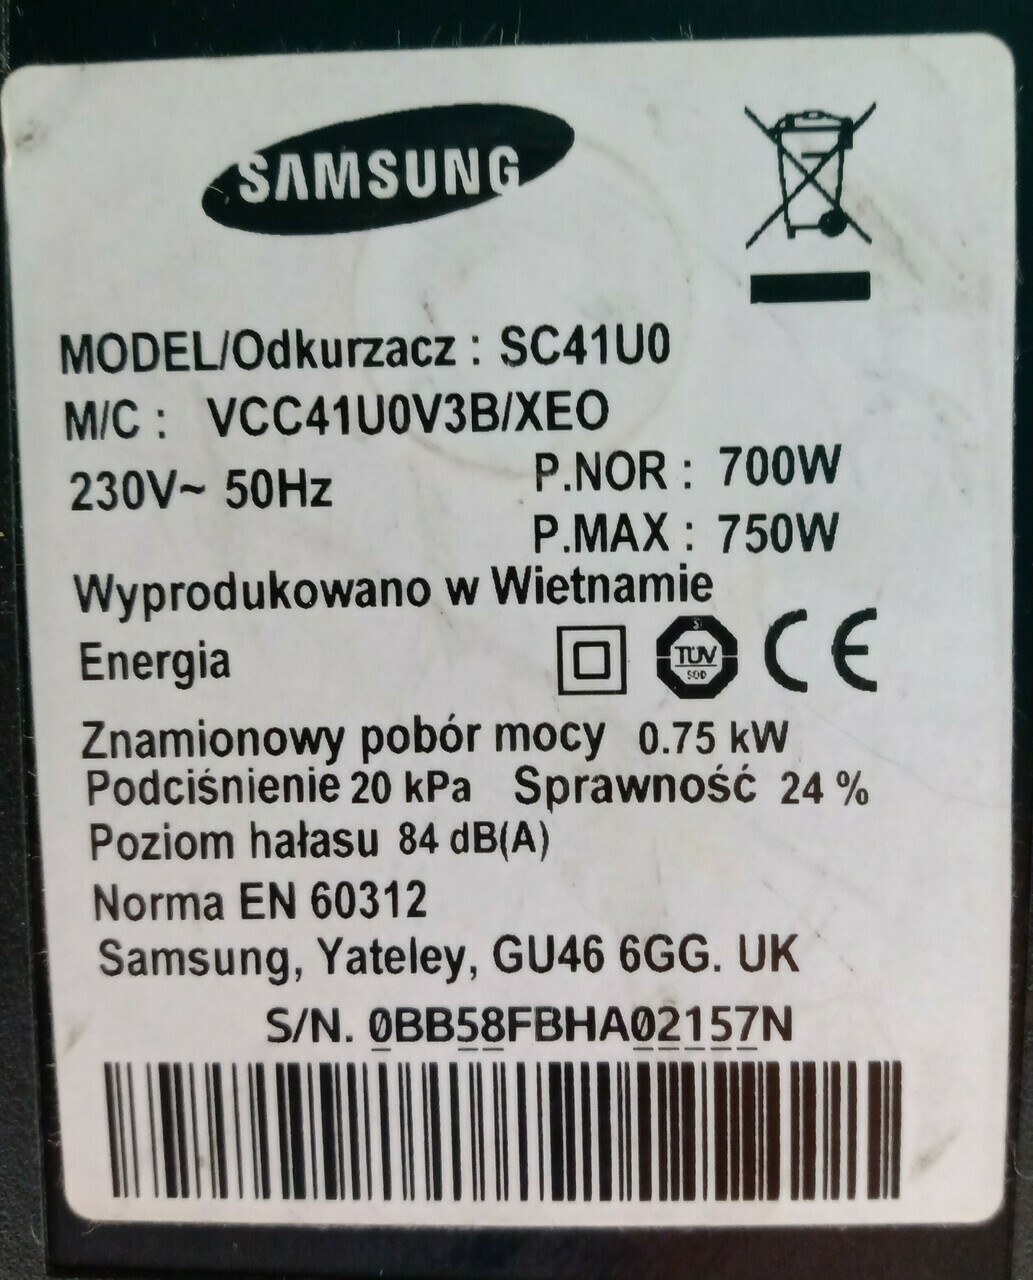 SAMSUNG
MODEL/Odkurzacz : SC41U0
M/C : VCC41U0V3B/XEO
230V~ 50Hz P.NOR : 700W
P.MAX : 750W
Wyprodukowano w Wietnamie
Energia TÜV SÜD CE
Znamionowy pobór mocy 0.75 kW
Podciśnienie 20 kPa Sprawność 24 %
Poziom hałasu 84 dB(A)
Norma EN 60312
Samsung, Yateley, GU46 6GG. UK
S/N. 0BB58FBHA02157N